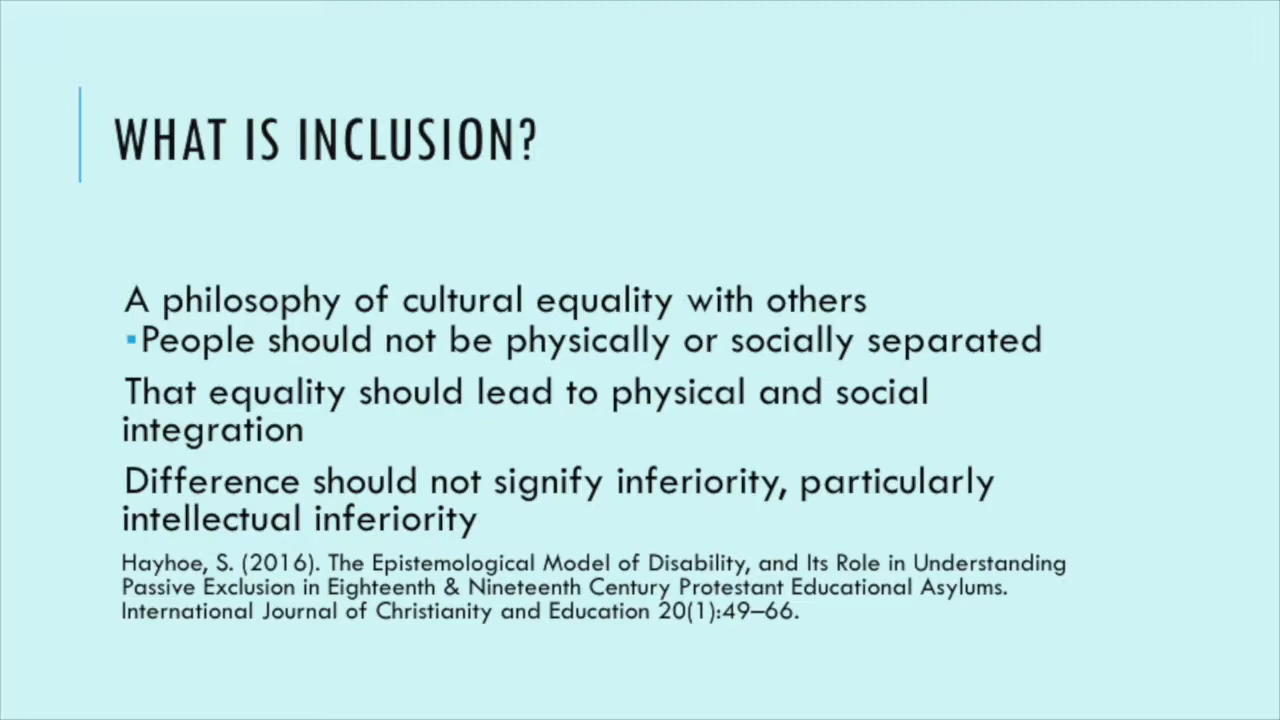 WHAT IS INCLUSION?
A philosophy of cultural equality with others
▪People should not be physically or socially separated
That equality should lead to physical and social
integration
Difference should not signify inferiority, particularly
intellectual inferiority
Hayhoe, S. (2016). The Epistemological Model of Disability, and Its Role in Understanding
Passive Exclusion in Eighteenth & Nineteenth Century Protestant Educational Asylums.
International Journal of Christianity and Education 20(1):49–66.